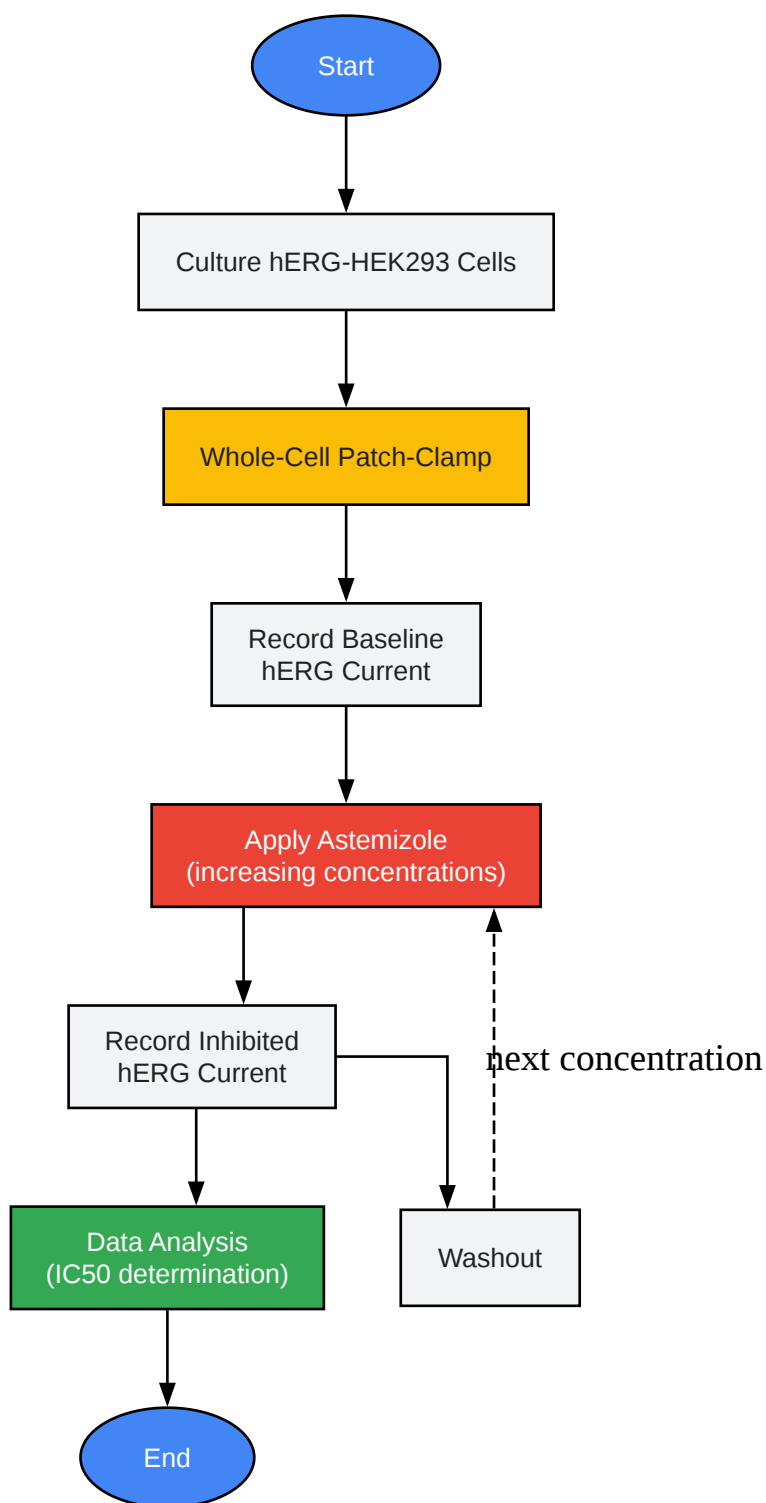 Start
Culture hERG-HEK293 Cells
Whole-Cell Patch-Clamp
Record Baseline
hERG Current
Apply Astemizole
(increasing concentrations)
Record Inhibited
hERG Current
next concentration
Data Analysis
(IC50 determination)
Washout
End